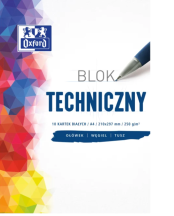 Oxford
BLOK
TECHNICZNY
10 KARTEK BIAŁYCH / A4 / 210x297 mm / 250 g/m²
OŁÓWEK | WĘGIEL | TUSZ